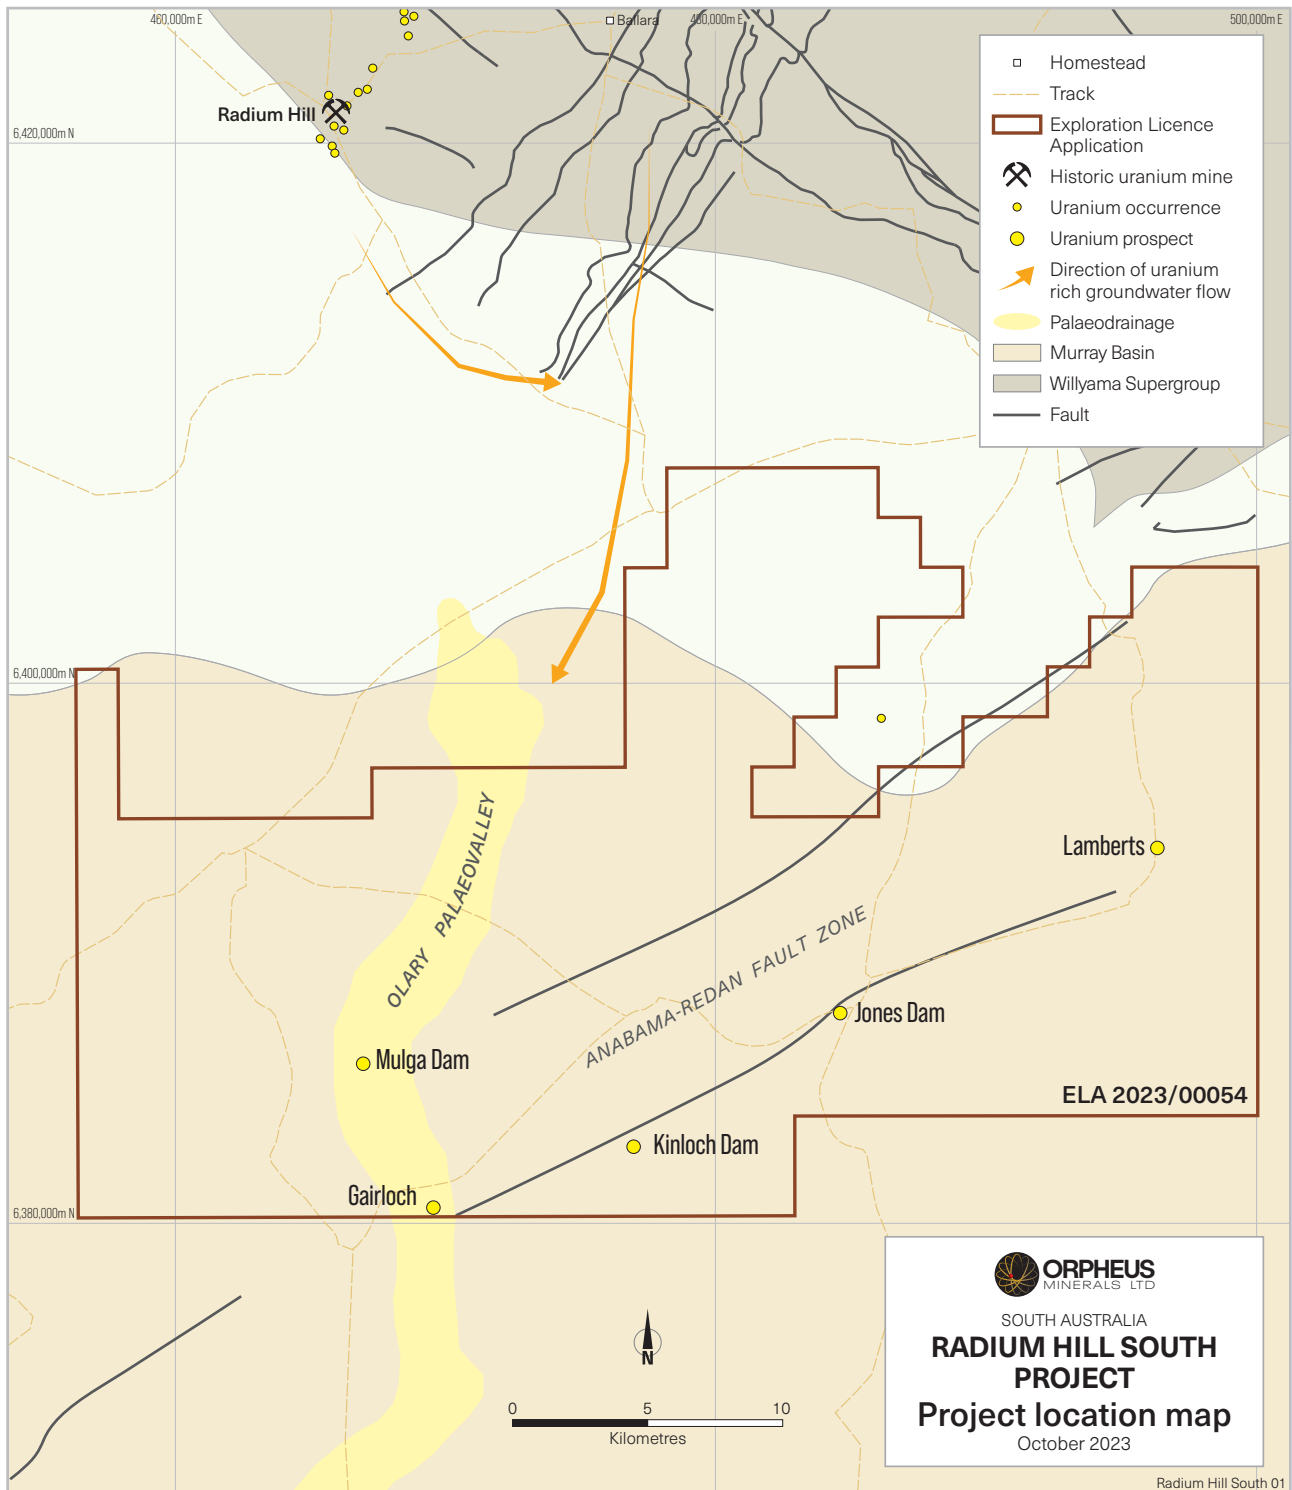 460,000m E
Ballara
480,000m E
500,000m E
Radium Hill
6,420,000m N
Homestead
Track
Exploration Licence
Application
Historic uranium mine
Uranium occurrence
Uranium prospect
Direction of uranium
rich groundwater flow
Palaeodrainage
Murray Basin
Willyama Supergroup
Fault
6,400,000m N
OLARY PALAEOVALLEY
Lamberts
ANABAMA-REDAN FAULT ZONE
Jones Dam
Mulga Dam
ELA 2023/00054
Kinloch Dam
Gairloch
6,380,000m N
N
0 5 10
Kilometres
ORPHEUS
MINERALS LTD
SOUTH AUSTRALIA
RADIUM HILL SOUTH
PROJECT
Project location map
October 2023
Radium Hill South 01